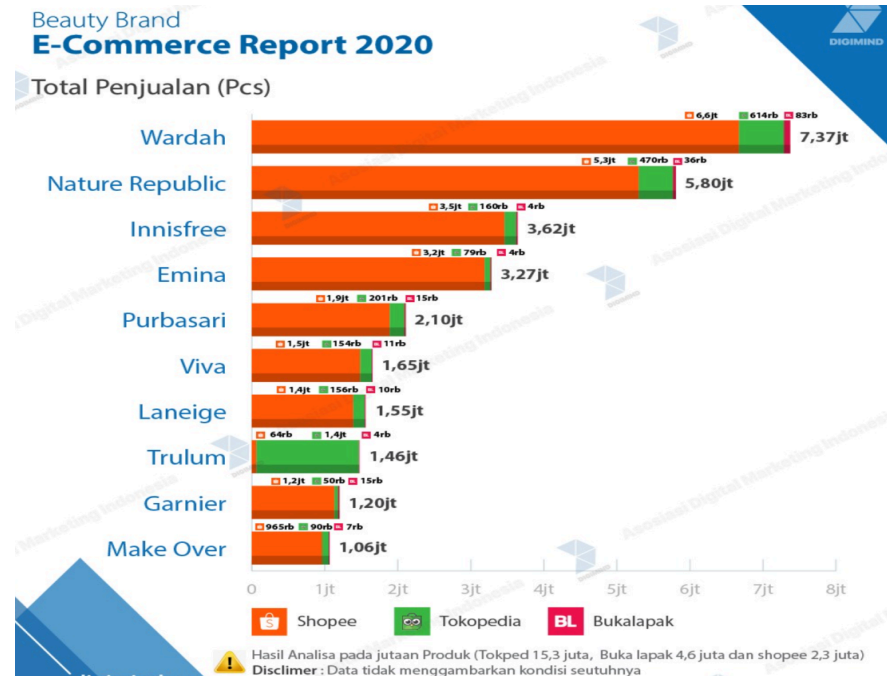 Beauty Brand
E-Commerce Report 2020
DIGIMIND
Total Penjualan (Pcs)
6,6jt 614rb 83rb
Wardah 7,37jt
5,3jt 470rb 36rb
Nature Republic 5,80jt
3,5jt 160rb 4rb
Innisfree 3,62jt
3,2jt 79rb 4rb
Emina 3,27jt
1,9jt 201rb 15rb
Purbasari 2,10jt
1,5jt 154rb 11rb
Viva 1,65jt
1,4jt 156rb 10rb
Laneige 1,55jt
64rb 1,4jt 4rb
Trulum 1,46jt
1,2jt 50rb 15rb
Garnier 1,20jt
965rb 90rb 7rb
Make Over 1,06jt
0 1jt 2jt 3jt 4jt 5jt 6jt 7jt 8jt
Shopee Tokopedia BL Bukalapak
Hasil Analisa pada jutaan Produk (Tokped 15,3 juta, Buka lapak 4,6 juta dan shopee 2,3 juta)
Disclimer : Data tidak menggambarkan kondisi seutuhnya
Asosiasi Digital Marketing Indonesia